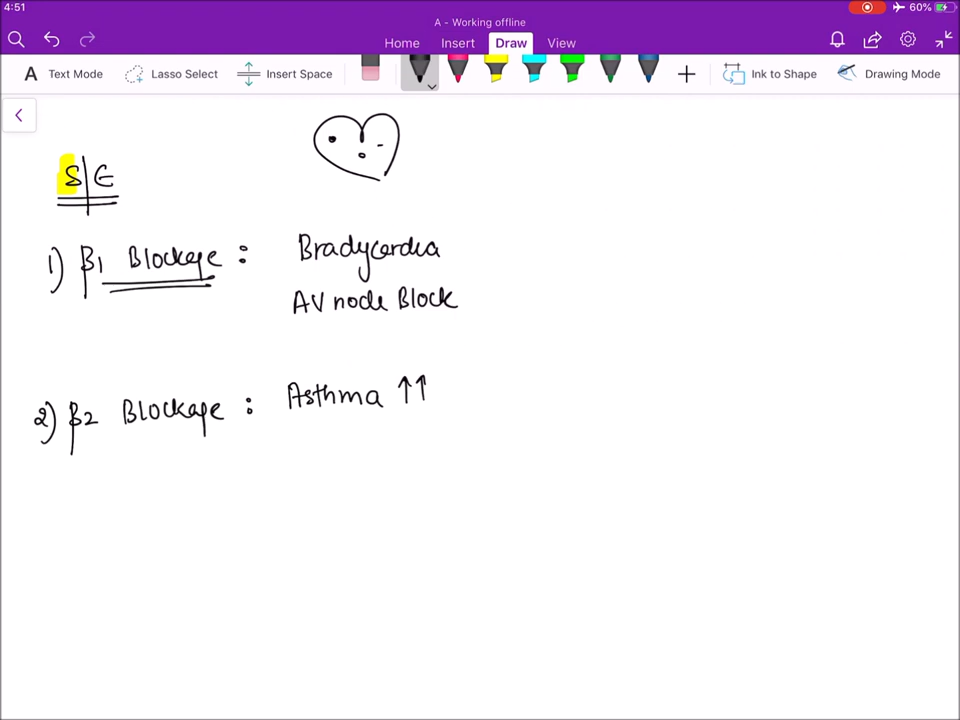 4:51
60%
A - Working offline
Home Insert Draw View
A Text Mode Lasso Select Insert Space Ink to Shape Drawing Mode
S/E
1) β1 Blockage : Bradycardia
AV node Block
2) β2 Blockage : Asthma ↑↑